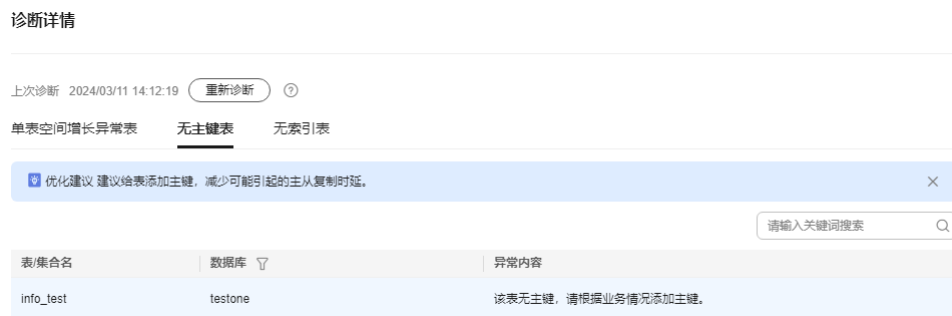 诊断详情
上次诊断 2024/03/11 14:12:19 重新诊断 ?
单表空间增长异常表 无主键表 无索引表
优化建议 建议给表添加主键，减少可能引起的主从复制时延。
请输入关键词搜索
表/集合名 数据库 异常内容
info_test testone 该表无主键，请根据业务情况添加主键。